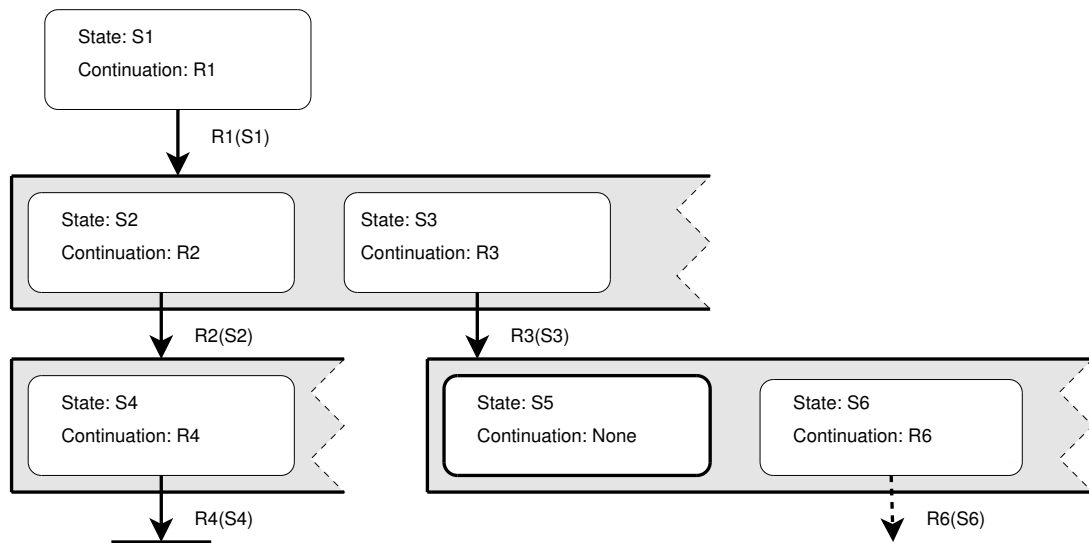 State: S1
Continuation: R1
R1(S1)
State: S2
Continuation: R2
State: S3
Continuation: R3
R2(S2)
R3(S3)
State: S4
Continuation: R4
State: S5
Continuation: None
State: S6
Continuation: R6
R4(S4)
R6(S6)